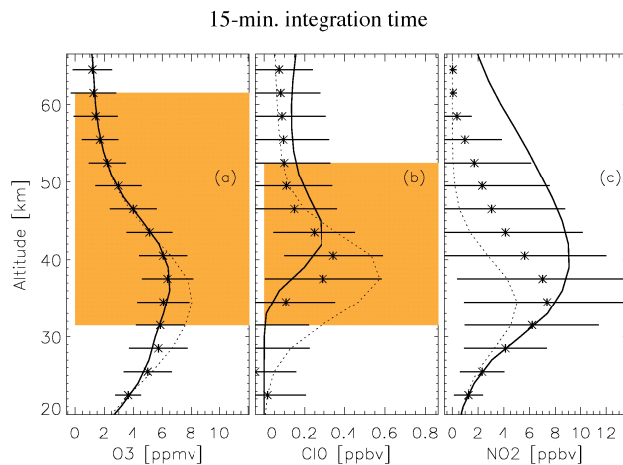 15-min. integration time
(a) (b) (c)
Altitude [km]
60
50
40
30
20
0 2 4 6 8 10
O3 [ppmv]
0 0.2 0.4 0.6 0.8
ClO [ppbv]
0 2 4 6 8 10 12
NO2 [ppbv]